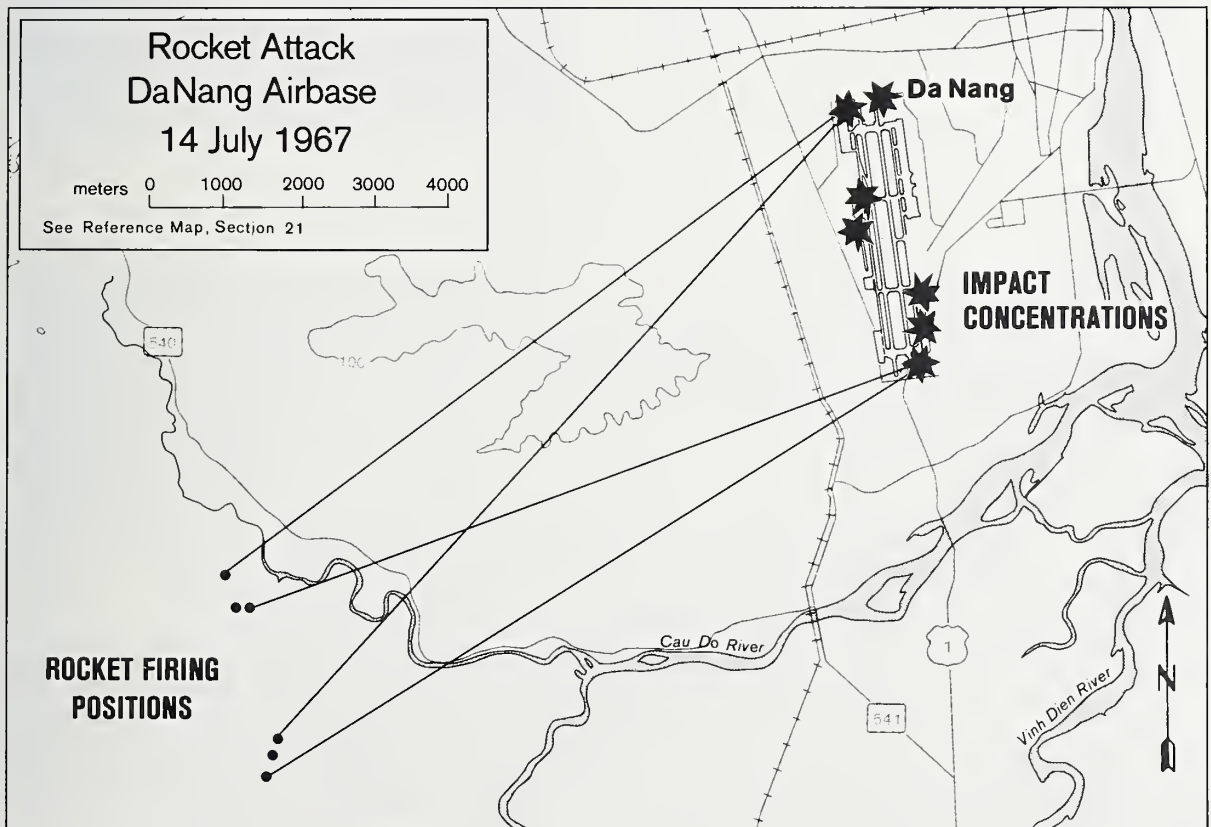 Rocket Attack
DaNang Airbase
14 July 1967
meters 0 1000 2000 3000 4000
See Reference Map, Section 21
Da Nang
IMPACT
CONCENTRATIONS
540
100
ROCKET FIRING
POSITIONS
Cau Do River
1
541
Vinh Dien River
N